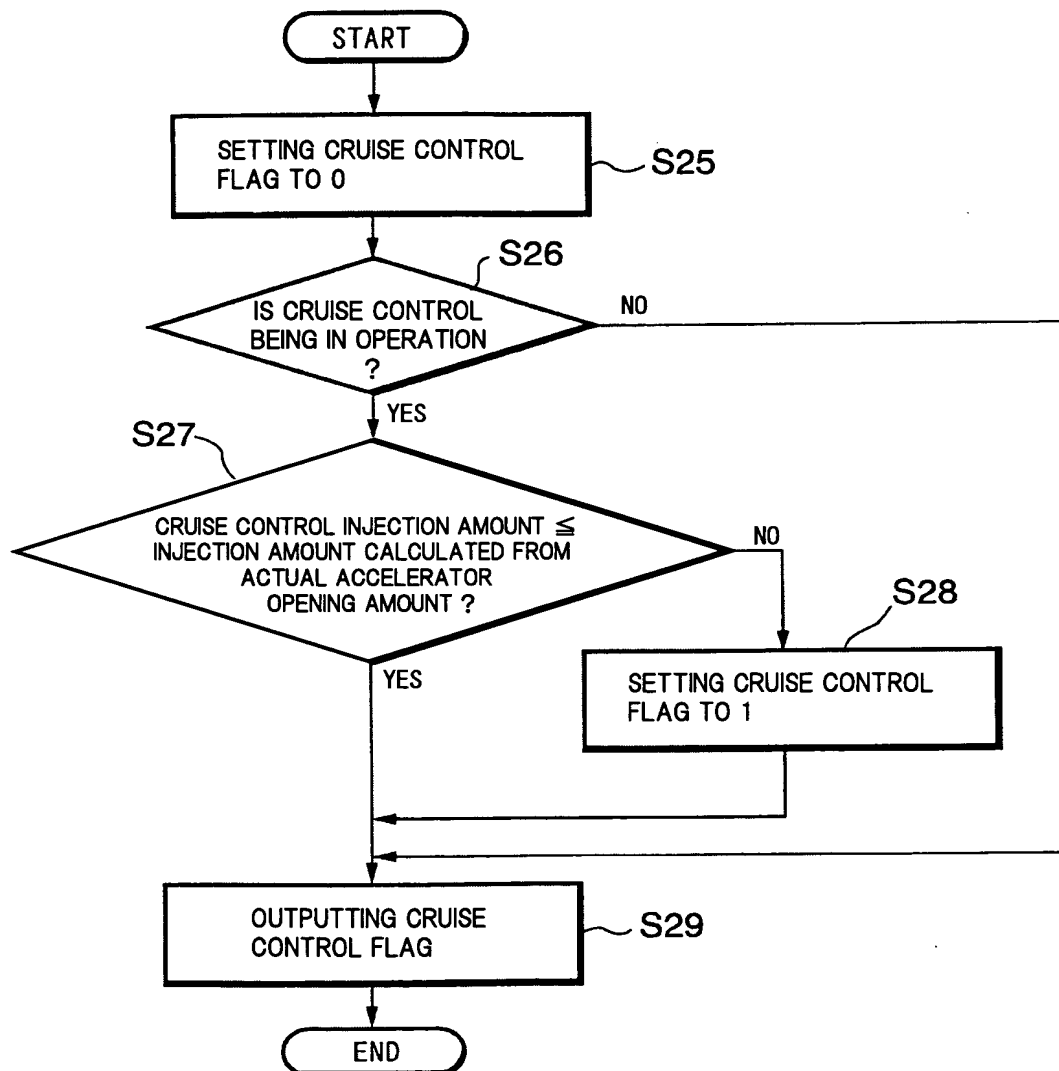 START
SETTING CRUISE CONTROL
FLAG TO 0
S25
S26
IS CRUISE CONTROL
BEING IN OPERATION
?
NO
YES
S27
CRUISE CONTROL INJECTION AMOUNT ≦
INJECTION AMOUNT CALCULATED FROM
ACTUAL ACCELERATOR
OPENING AMOUNT ?
NO
YES
S28
SETTING CRUISE CONTROL
FLAG TO 1
OUTPUTTING CRUISE
CONTROL FLAG
S29
END